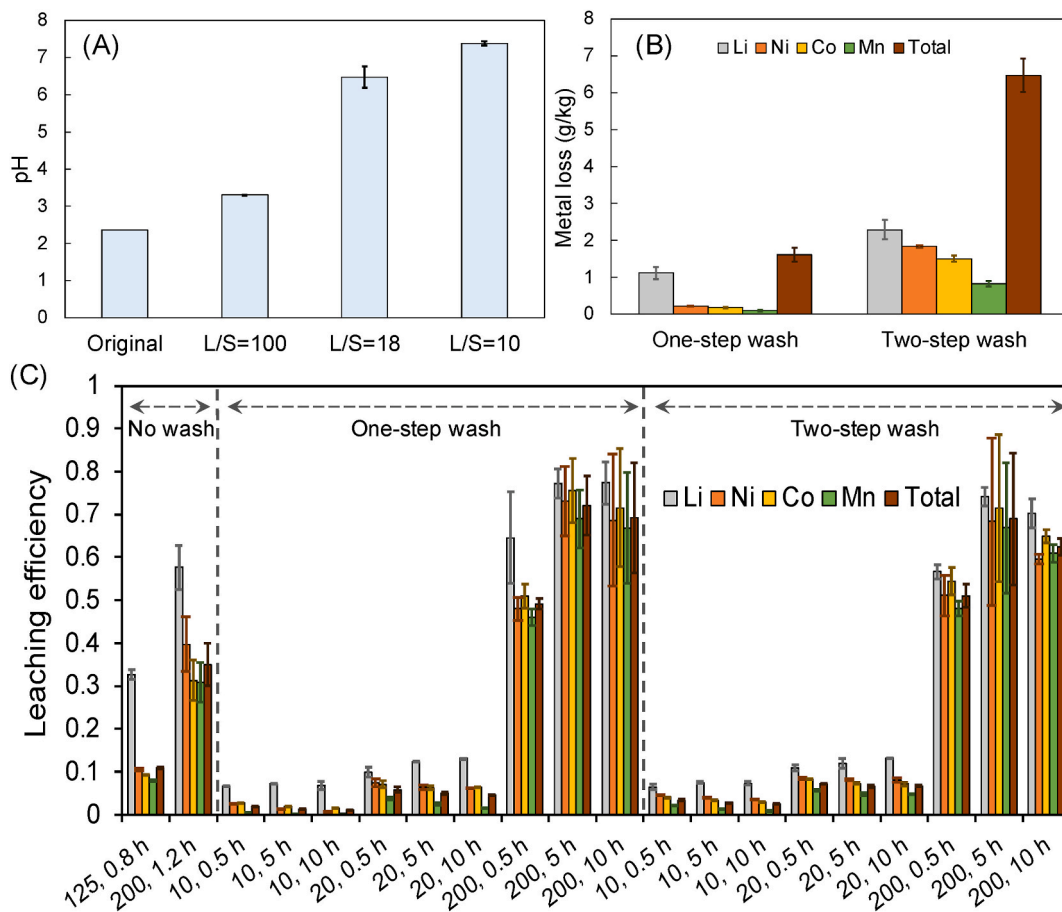 (A)
8
7
6
5
4
3
2
1
0
pH
Original L/S=100 L/S=18 L/S=10
(B)
8
7
6
5
4
3
2
1
0
Metal loss (g/kg)
Li Ni Co Mn Total
One-step wash Two-step wash
(C)
1
0.9
0.8
0.7
0.6
0.5
0.4
0.3
0.2
0.1
0
Leaching efficiency
No wash One-step wash Two-step wash
Li Ni Co Mn Total
125, 0.8 h
200, 1.2 h
10, 0.5 h
10, 5 h
10, 10 h
20, 0.5 h
20, 5 h
20, 10 h
200, 0.5 h
200, 5 h
200, 10 h
10, 0.5 h
10, 5 h
10, 10 h
20, 0.5 h
20, 5 h
20, 10 h
200, 0.5 h
200, 5 h
200, 10 h